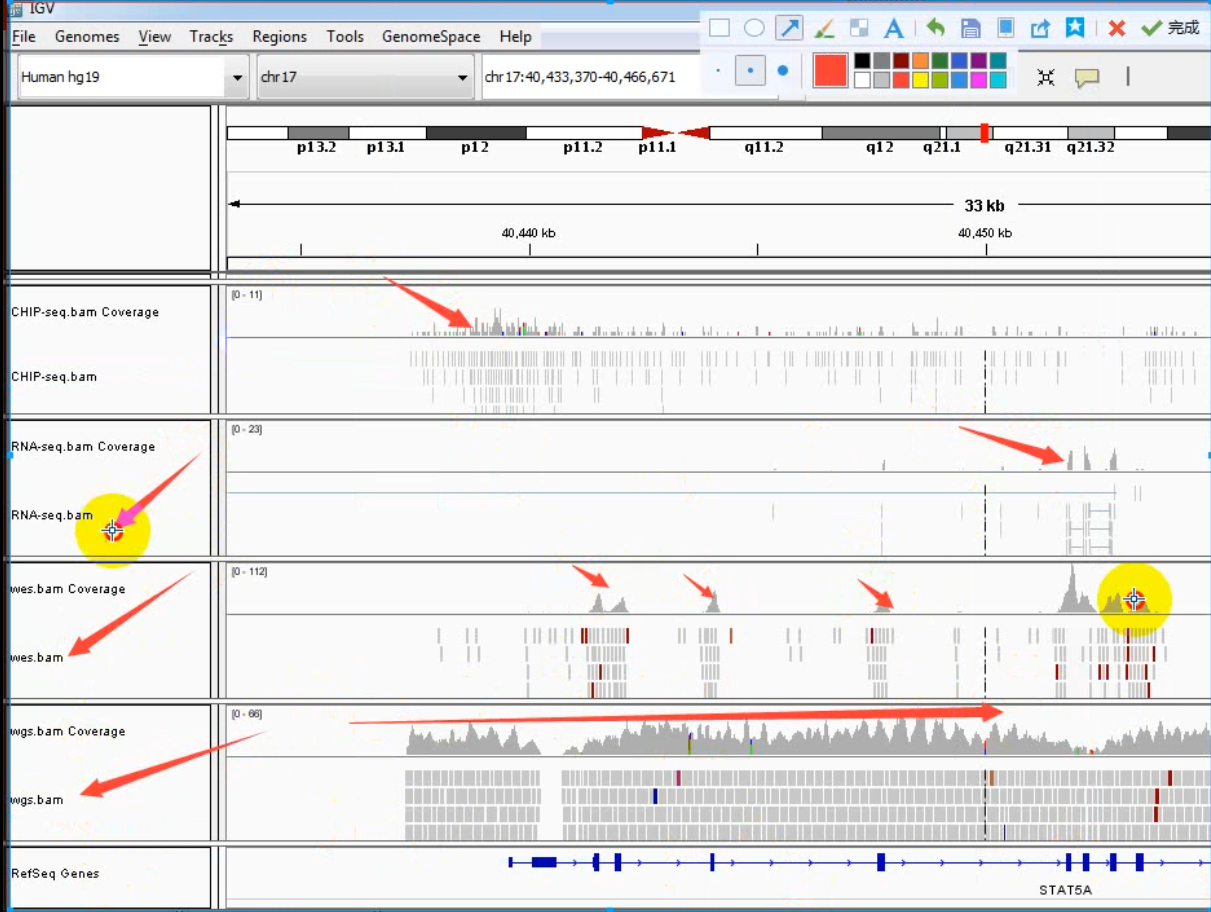 IGV
File Genomes View Tracks Regions Tools GenomeSpace Help
完成
Human hg19 chr17 chr17:40,433,370-40,466,671
p13.2 p13.1 p12 p11.2 p11.1 q11.2 q12 q21.1 q21.31 q21.32
33 kb
40,440 kb 40,450 kb
[0 - 11]
CHIP-seq.bam Coverage
CHIP-seq.bam
[0 - 23]
RNA-seq.bam Coverage
RNA-seq.bam
[0 - 112]
wes.bam Coverage
wes.bam
[0 - 66]
wgs.bam Coverage
wgs.bam
RefSeq Genes
STAT5A